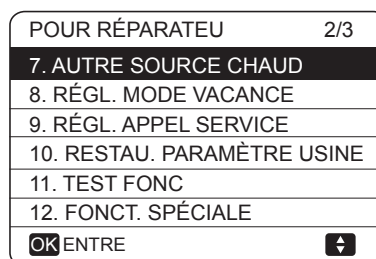 POUR RÉPARATEU 2/3
7. AUTRE SOURCE CHAUD
8. RÉGL. MODE VACANCE
9. RÉGL. APPEL SERVICE
10. RESTAU. PARAMÈTRE USINE
11. TEST FONC
12. FONCT. SPÉCIALE
OK ENTRE